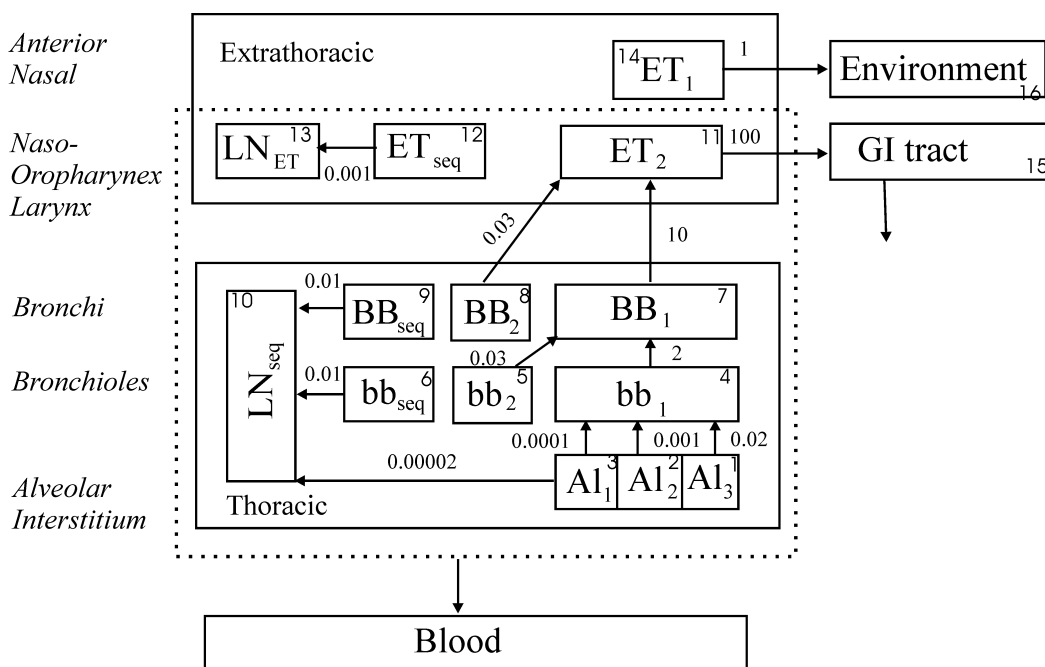 Anterior
Nasal
Extrathoracic
14 ET1
1
Environment 16
Naso-
Oropharynex
Larynx
LNET 13
0.001
ETseq 12
ET2 11
100
GI tract 15
0.03
10
Bronchi
10
LNseq
0.01
BBseq 9
BB2 8
BB1 7
Bronchioles
0.01
bbseq 6
0.03
bb2 5
2
bb1 4
0.0001
0.001
0.02
Alveolar
Interstitium
0.00002
Al1 3
Al2 2
Al3 1
Thoracic
Blood